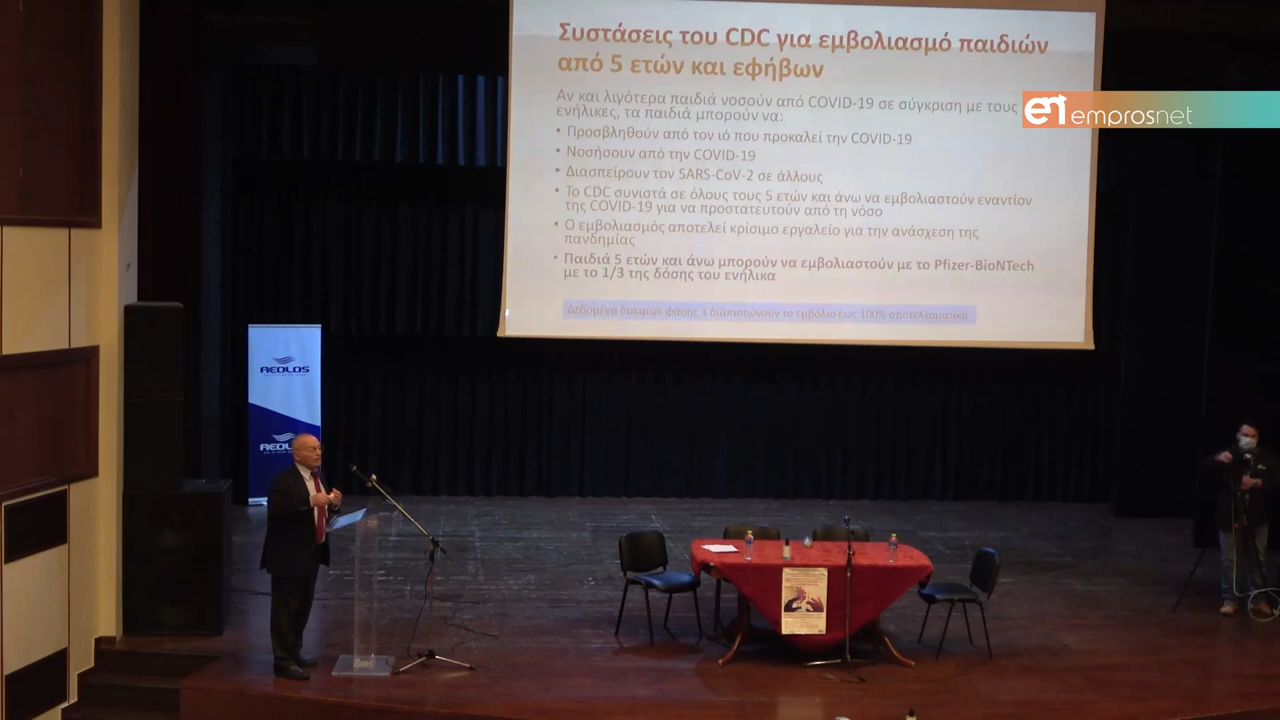 Συστάσεις του CDC για εμβολιασμό παιδιών
από 5 ετών και εφήβων
Αν και λιγότερα παιδιά νοσούν από COVID-19 σε σύγκριση με τους
ενήλικες, τα παιδιά μπορούν να:
• Προσβληθούν από τον ιό που προκαλεί την COVID-19
• Νοσήσουν από την COVID-19
• Διασπείρουν τον SARS-CoV-2 σε άλλους
• Το CDC συνιστά σε όλους τους 5 ετών και άνω να εμβολιαστούν εναντίον
της COVID-19 για να προστατευτούν από τη νόσο
• Ο εμβολιασμός αποτελεί κρίσιμο εργαλείο για την ανάσχεση της
πανδημίας
• Παιδιά 5 ετών και άνω μπορούν να εμβολιαστούν με το Pfizer-BioNTech
με το 1/3 της δόσης του ενήλικα
Δεδομένα δοκιμών φάσης 3 διαπιστώνουν το εμβόλιο έως 100% αποτελεσματικό
en emprosnet
AEOLOS
AEOLOS